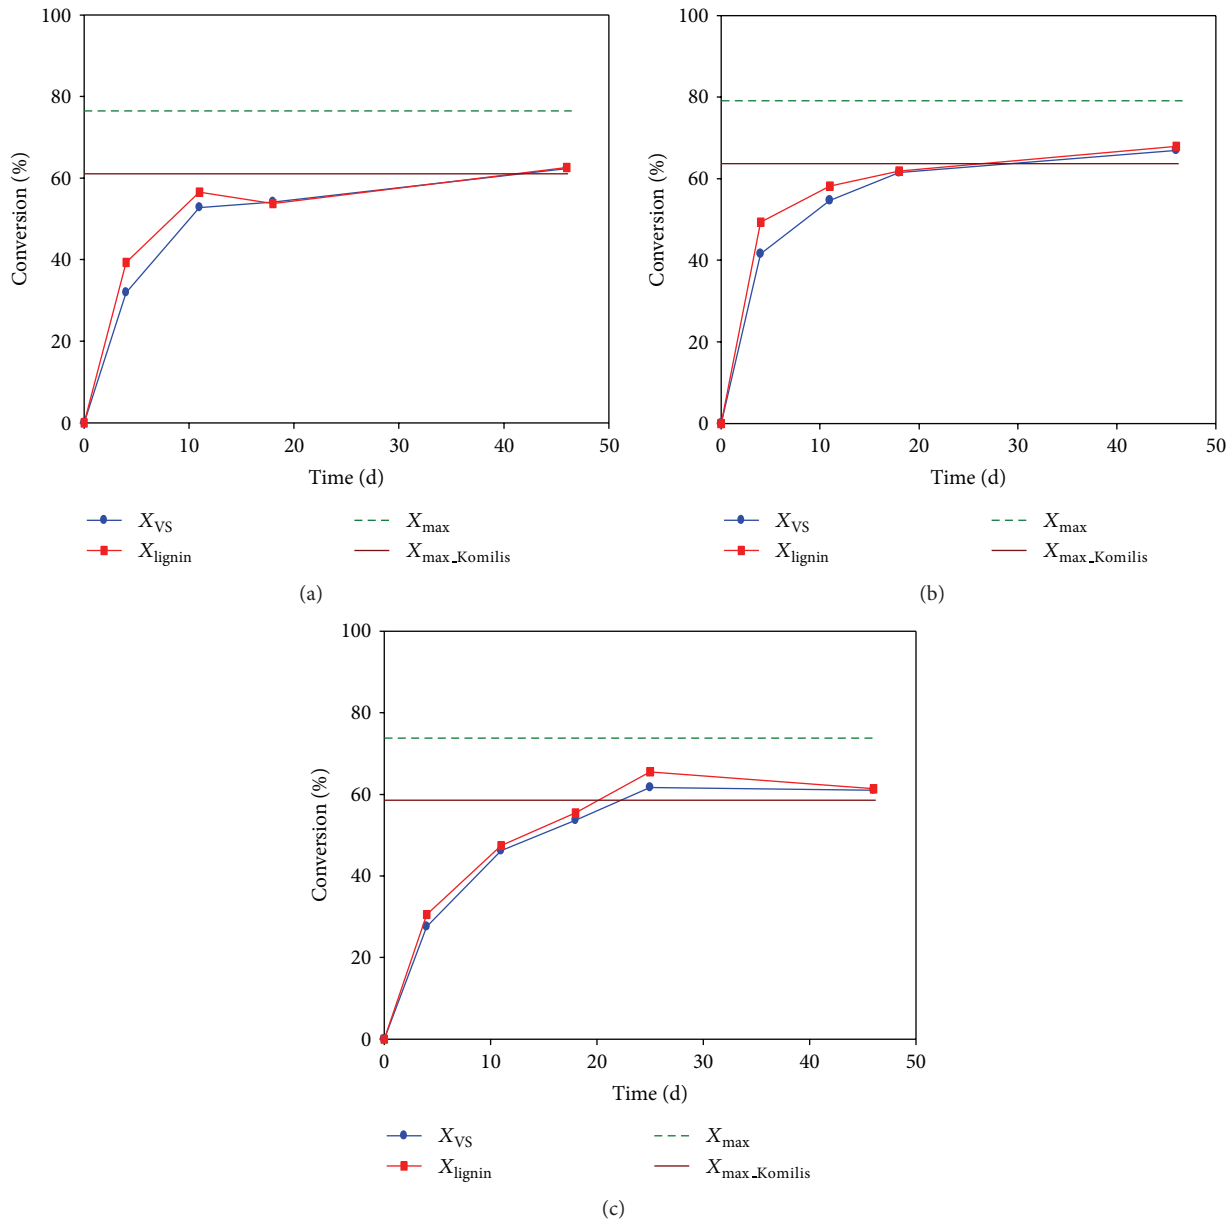 100
80
60
40
20
0
Conversion (%)
0 10 20 30 40 50
Time (d)
X_VS X_max
X_lignin X_max_Komilis
(a)
100
80
60
40
20
0
Conversion (%)
0 10 20 30 40 50
Time (d)
X_VS X_max
X_lignin X_max_Komilis
(b)
100
80
60
40
20
0
Conversion (%)
0 10 20 30 40 50
Time (d)
X_VS X_max
X_lignin X_max_Komilis
(c)